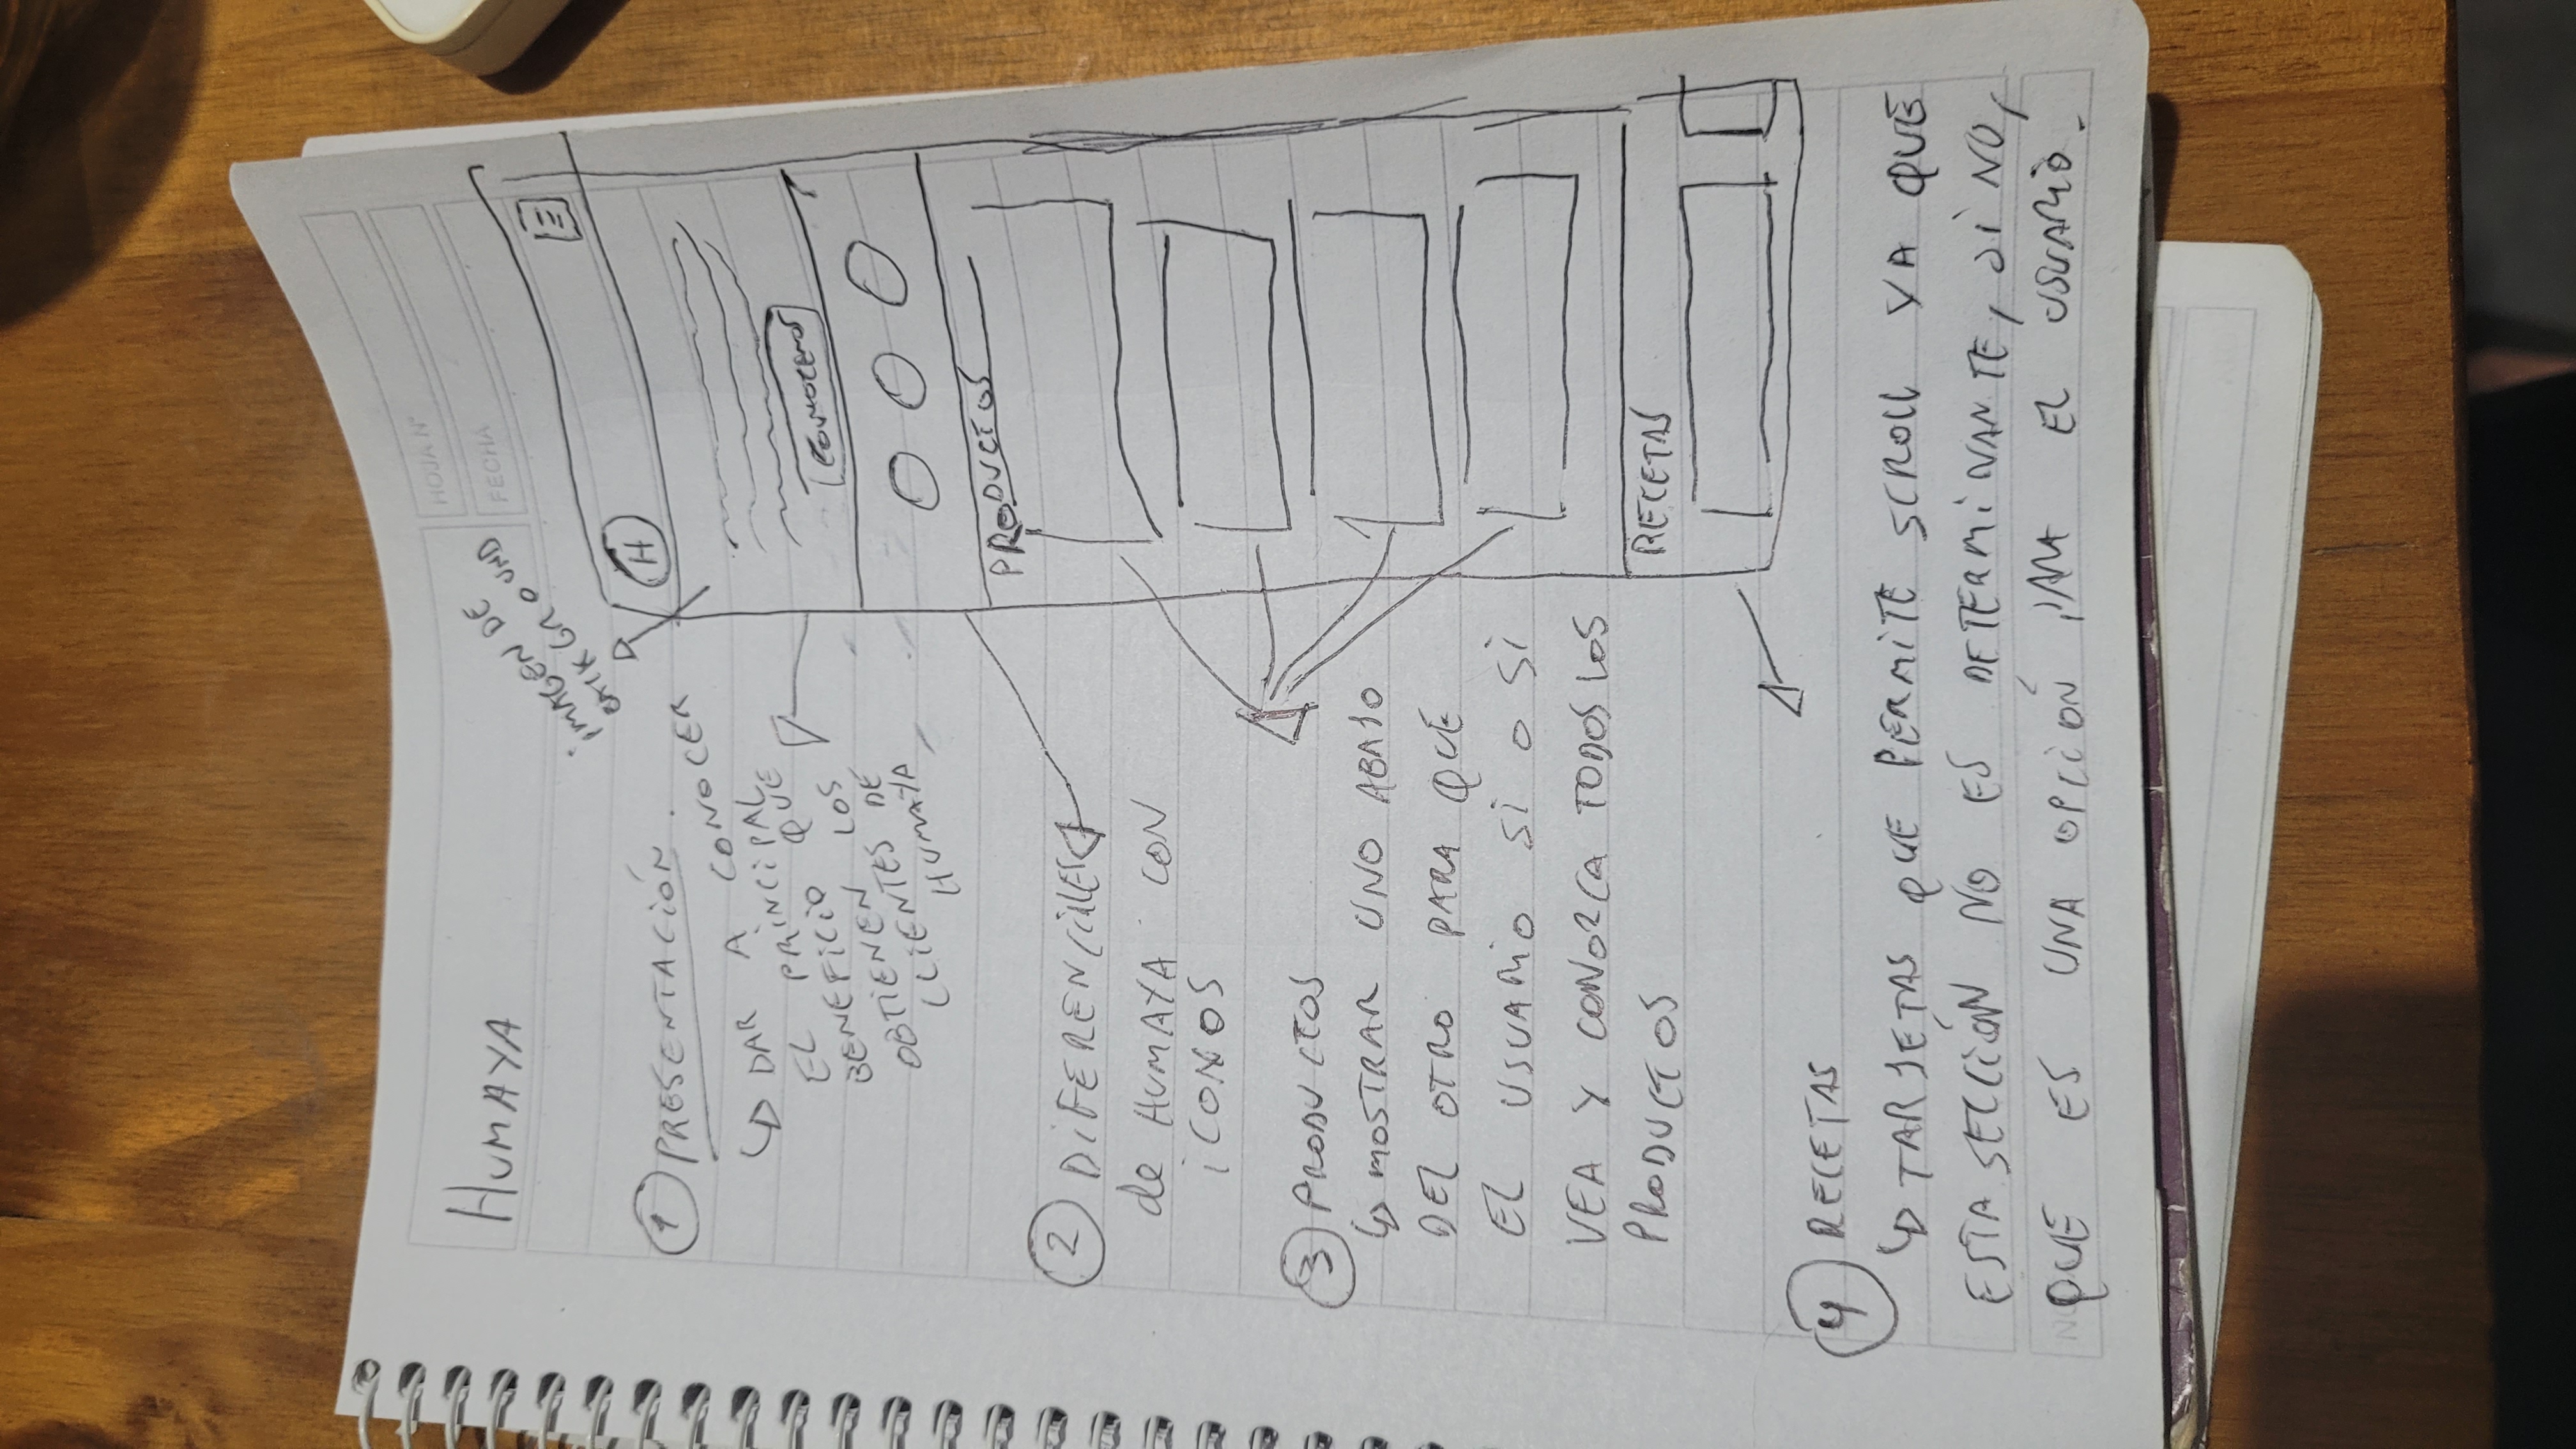 HUMAYA
HOJA N°
FECHA
IMAGEN DE
BACKGROUND
H
1 PRESENTACIÓN.
DAR A CONOCER
EL PRINCIPAL
BENEFICIO QUE
OBTIENEN LOS
CLIENTES DE
HUMAYA
CONOCENOS
PRODUCTOS
2 DIFERENCIALES
de HUMAYA CON
ICONOS
3 PRODUCTOS
MOSTRAR UNO ABAJO
DEL OTRO PARA QUE
EL USUARIO SI O SI
VEA Y CONOZCA TODOS LOS
PRODUCTOS
RECETAS
4 RECETAS
TARJETAS QUE PERMITE SCROLL YA QUE
ESTA SECCIÓN NO ES DETERMINANTE, SI NO,
QUE ES UNA OPCIÓN PARA EL USUARIO.